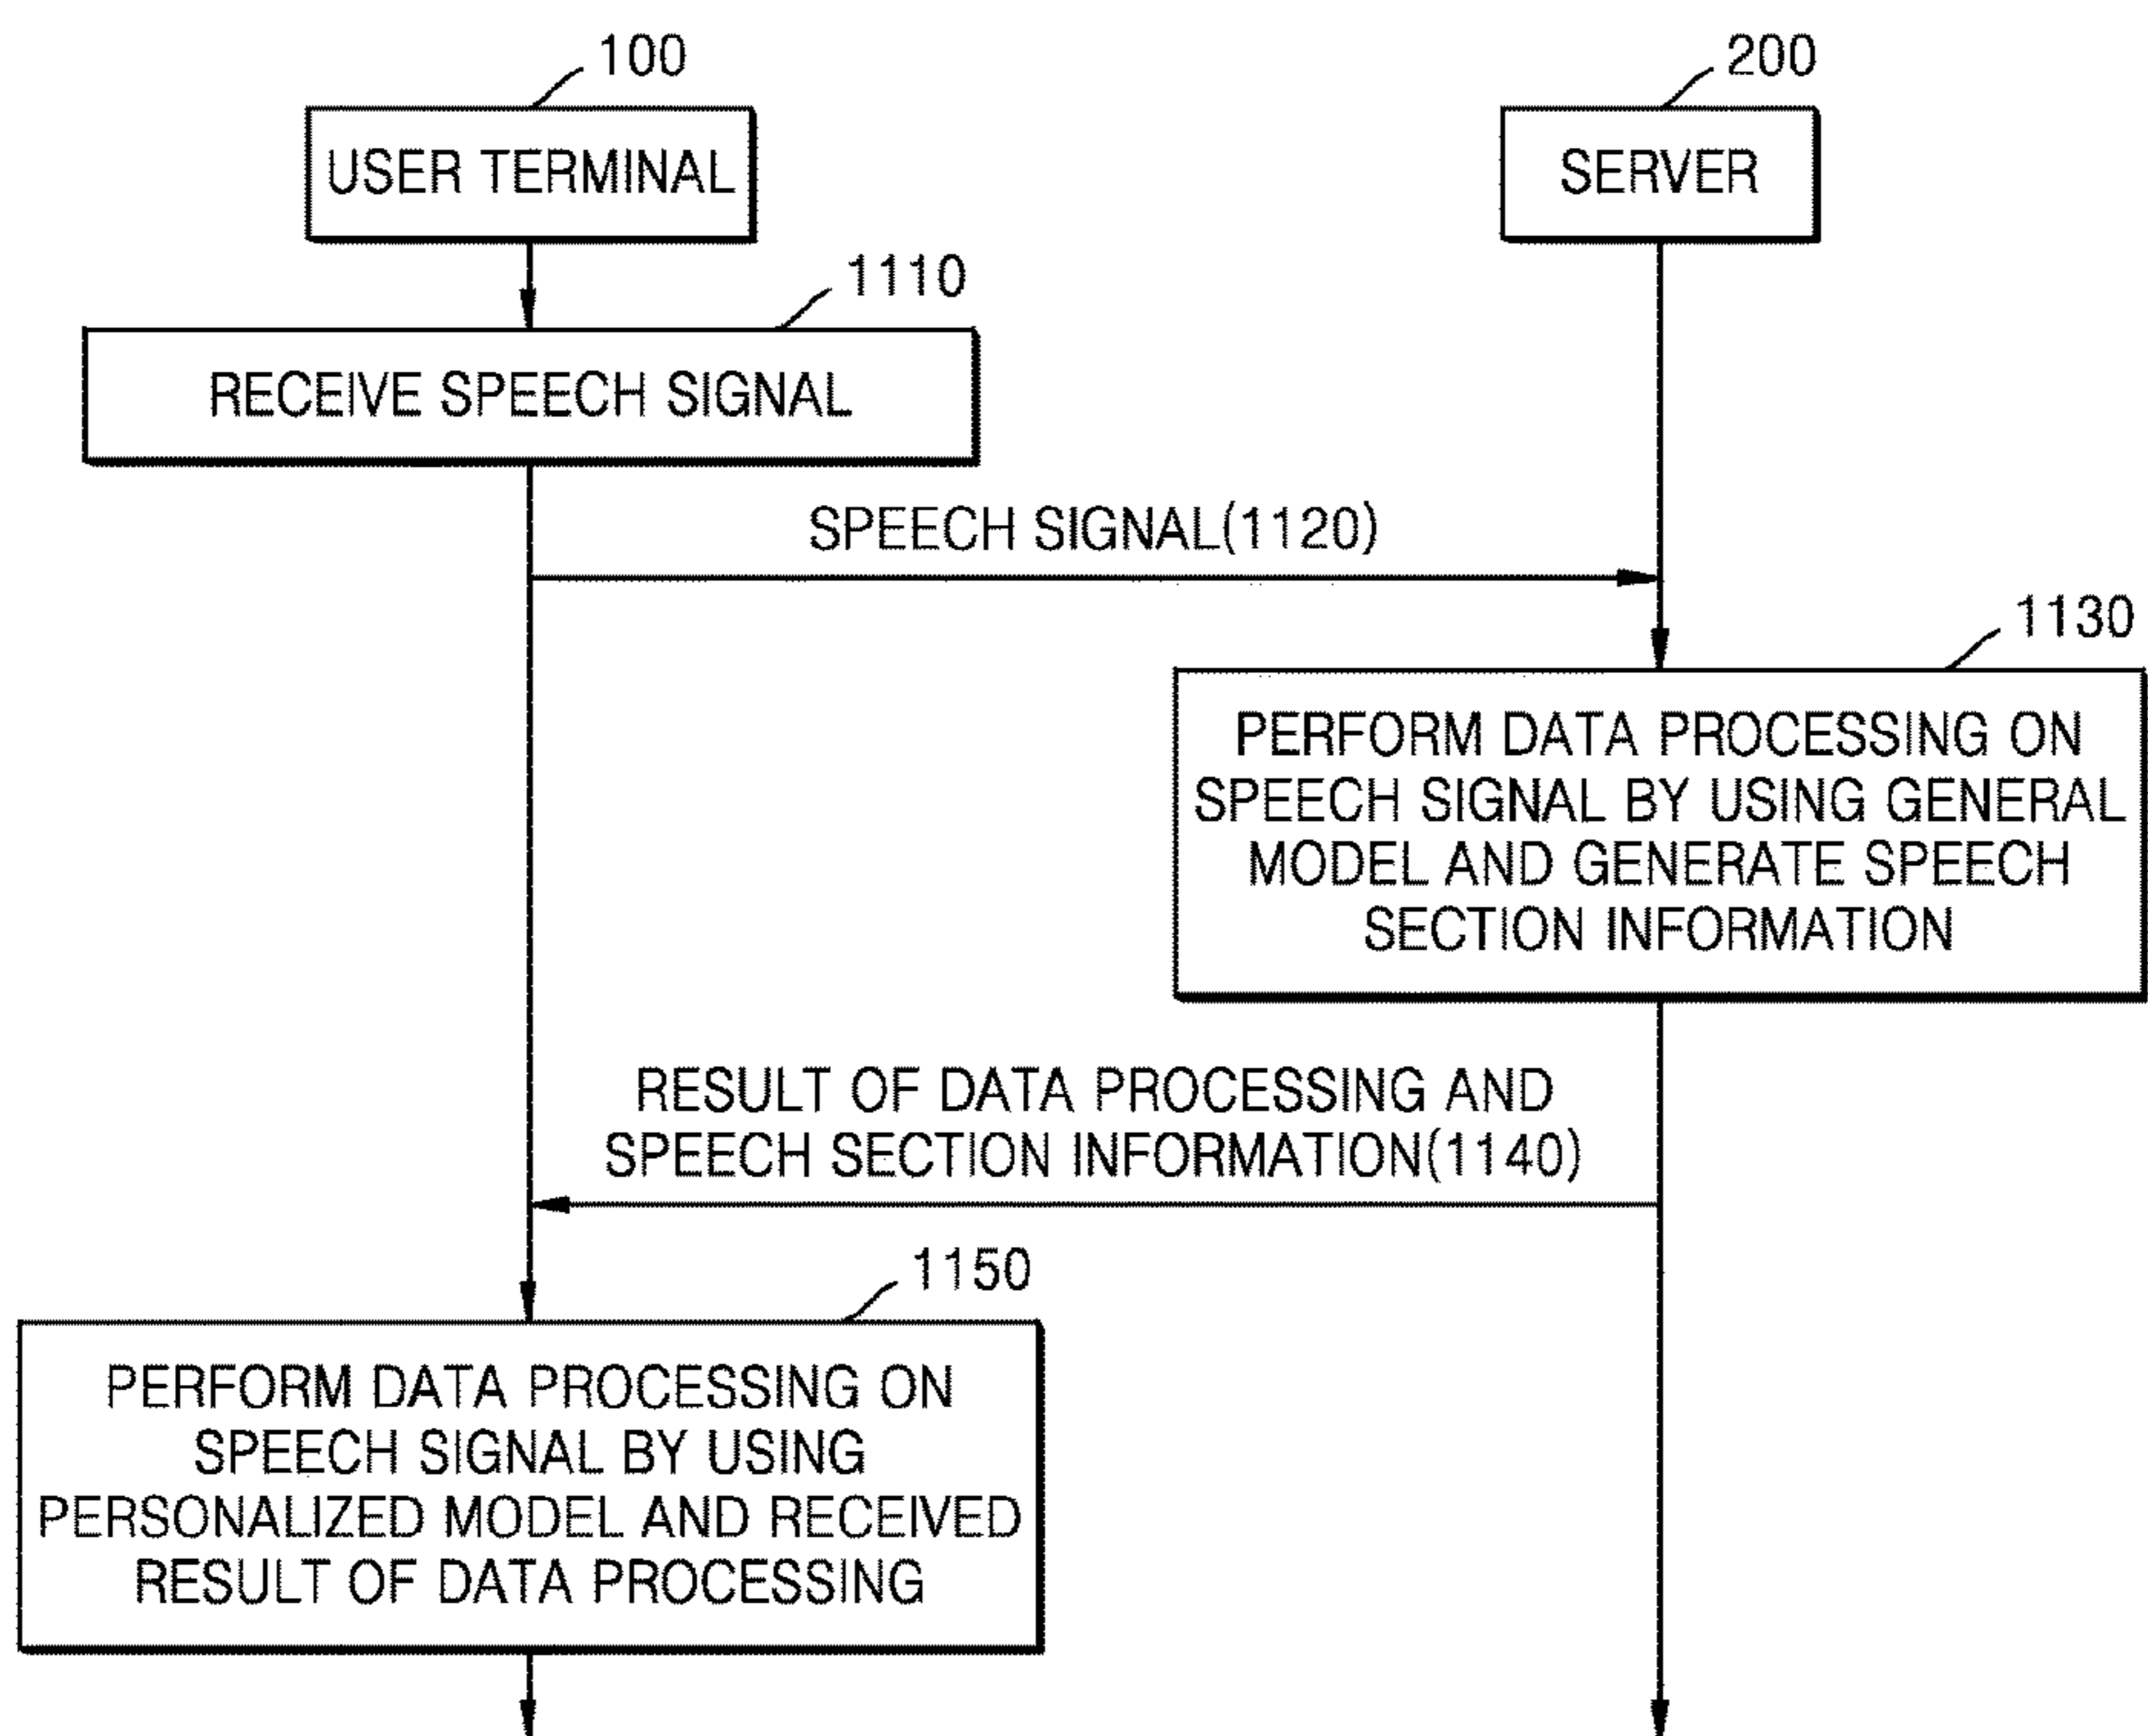 100
200
USER TERMINAL
SERVER
1110
RECEIVE SPEECH SIGNAL
SPEECH SIGNAL(1120)
1130
PERFORM DATA PROCESSING ON
SPEECH SIGNAL BY USING GENERAL
MODEL AND GENERATE SPEECH
SECTION INFORMATION
RESULT OF DATA PROCESSING AND
SPEECH SECTION INFORMATION(1140)
1150
PERFORM DATA PROCESSING ON
SPEECH SIGNAL BY USING
PERSONALIZED MODEL AND RECEIVED
RESULT OF DATA PROCESSING